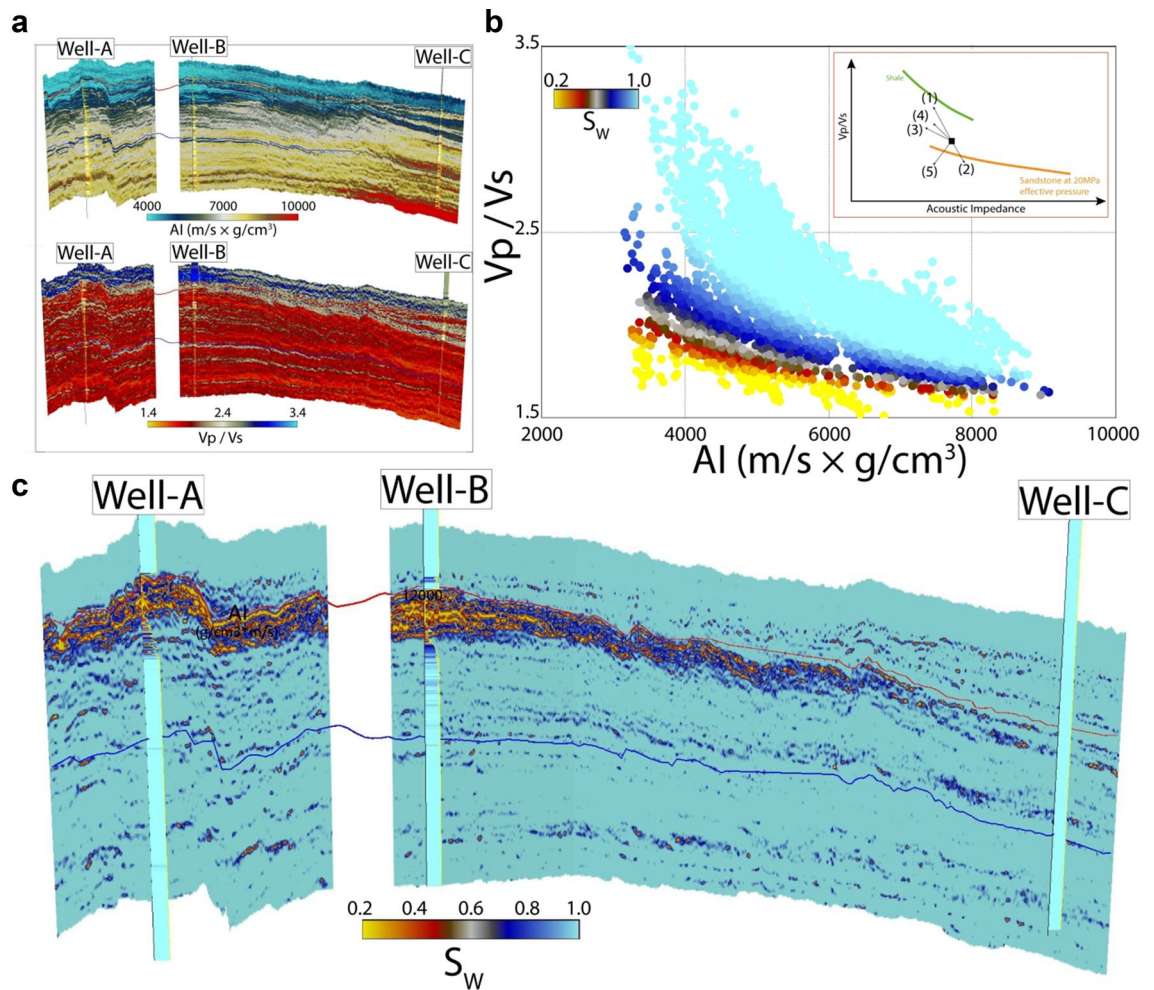 a
Well-A
Well-B
Well-C
4000
7000
10000
AI (m/s × g/cm³)
Well-A
Well-B
Well-C
1.4
2.4
3.4
Vp / Vs
b
3.5
2.5
1.5
Vp / Vs
0.2
1.0
S_W
Vp/Vs
Shale
(1)
(4)
(3)
(5)
(2)
Sandstone at 20MPa
effective pressure
Acoustic Impedance
2000
4000
6000
8000
10000
AI (m/s × g/cm³)
c
Well-A
Well-B
Well-C
12000
AI
(g/cm3*m/s)
0.2
0.4
0.6
0.8
1.0
S_W